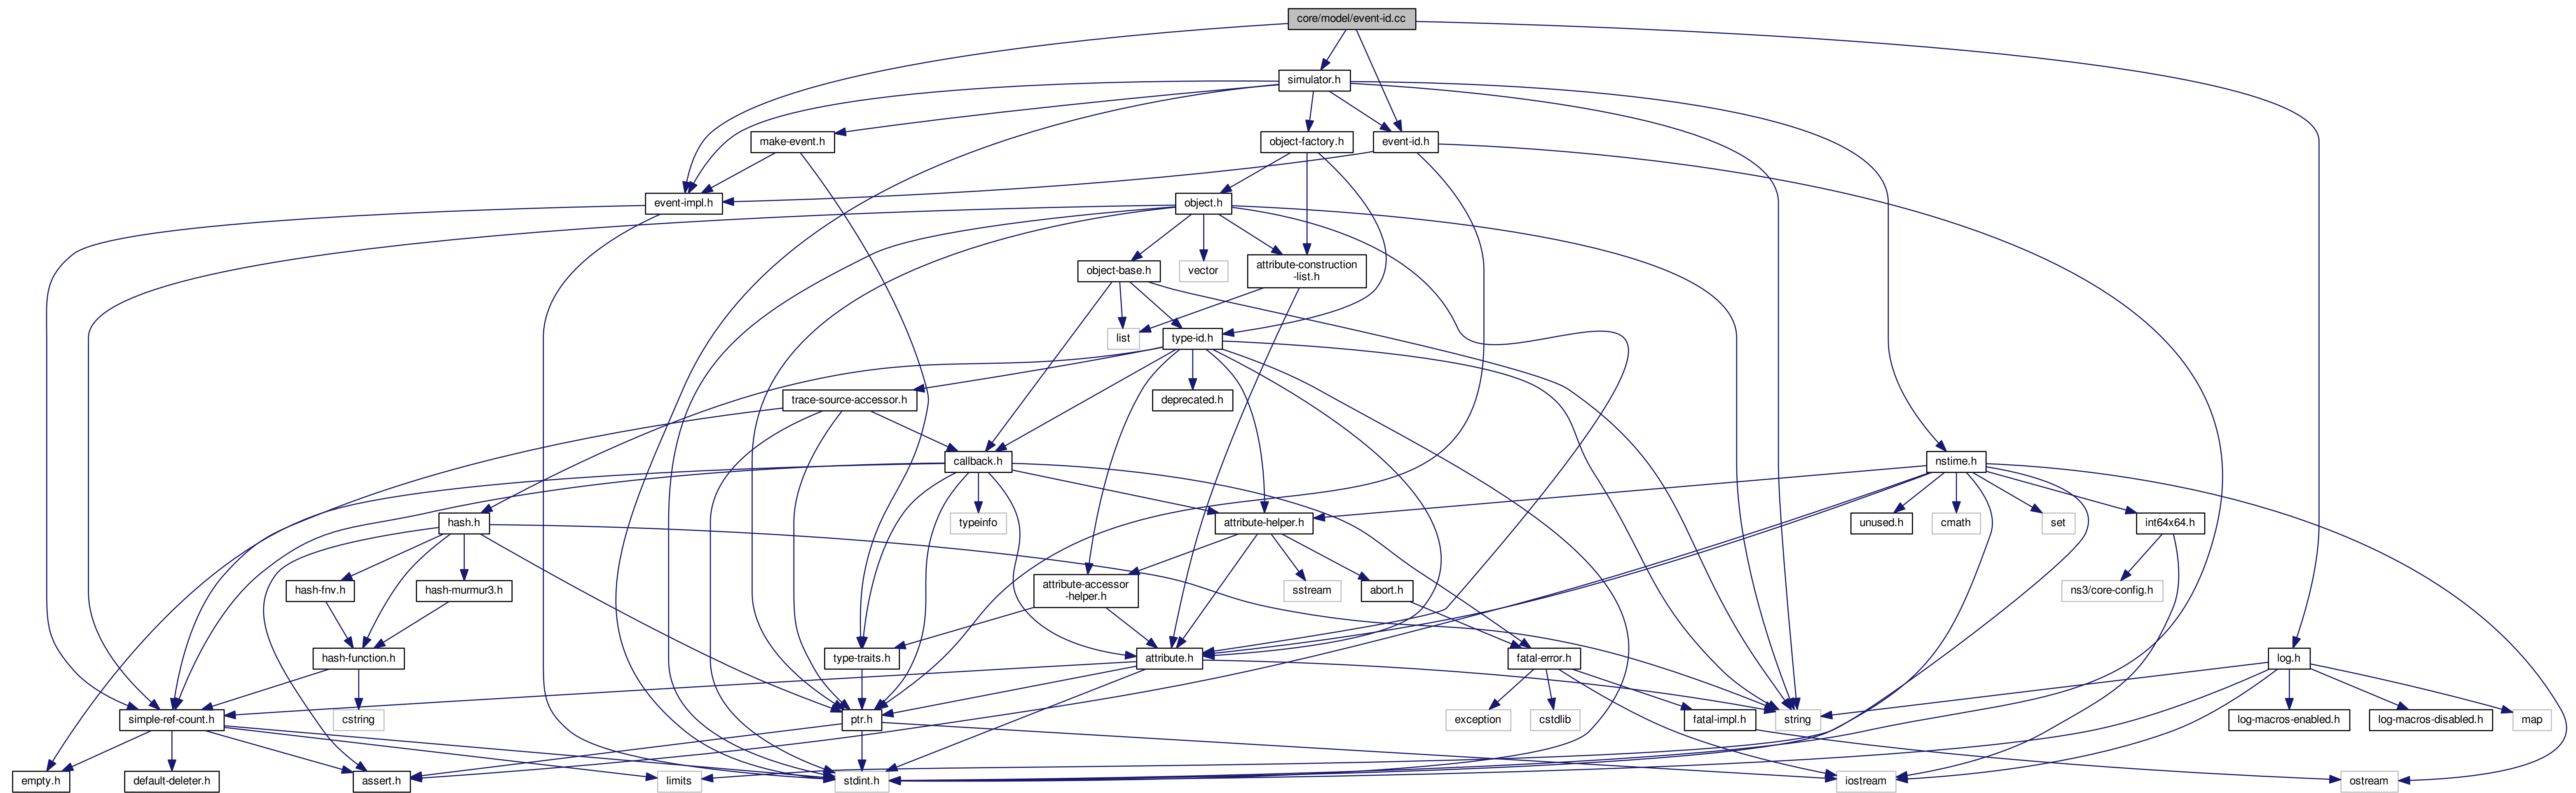 core/model/event-id.cc
simulator.h
make-event.h
object-factory.h
event-id.h
event-impl.h
object.h
object-base.h
vector
attribute-construction
-list.h
list
type-id.h
trace-source-accessor.h
deprecated.h
callback.h
nstime.h
hash.h
typeinfo
attribute-helper.h
unused.h
cmath
set
int64x64.h
hash-fnv.h
hash-murmur3.h
attribute-accessor
-helper.h
sstream
abort.h
ns3/core-config.h
hash-function.h
type-traits.h
attribute.h
fatal-error.h
log.h
simple-ref-count.h
cstring
ptr.h
exception
cstdlib
fatal-impl.h
string
log-macros-enabled.h
log-macros-disabled.h
map
empty.h
default-deleter.h
assert.h
limits
stdint.h
iostream
ostream